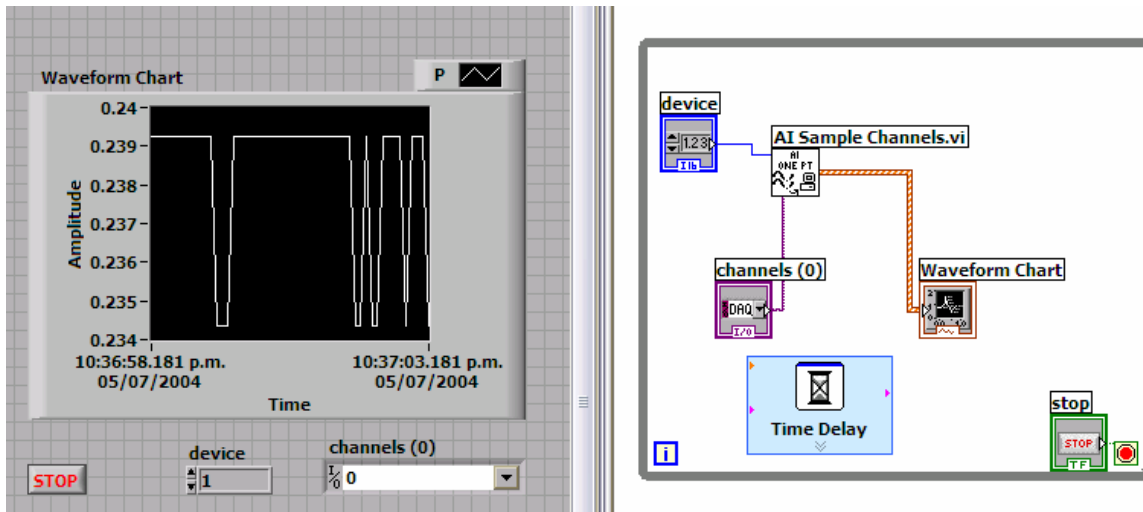 Waveform Chart
P
0.24
0.239
0.238
0.237
0.236
0.235
0.234
Amplitude
10:36:58.181 p.m.
05/07/2004
10:37:03.181 p.m.
05/07/2004
Time
STOP
device
1
channels (0)
I/O
0
device
1.23
I16
AI Sample Channels.vi
AI
ONE PT
channels (0)
DAQ
I/O
Waveform Chart
Time Delay
i
stop
STOP
TF